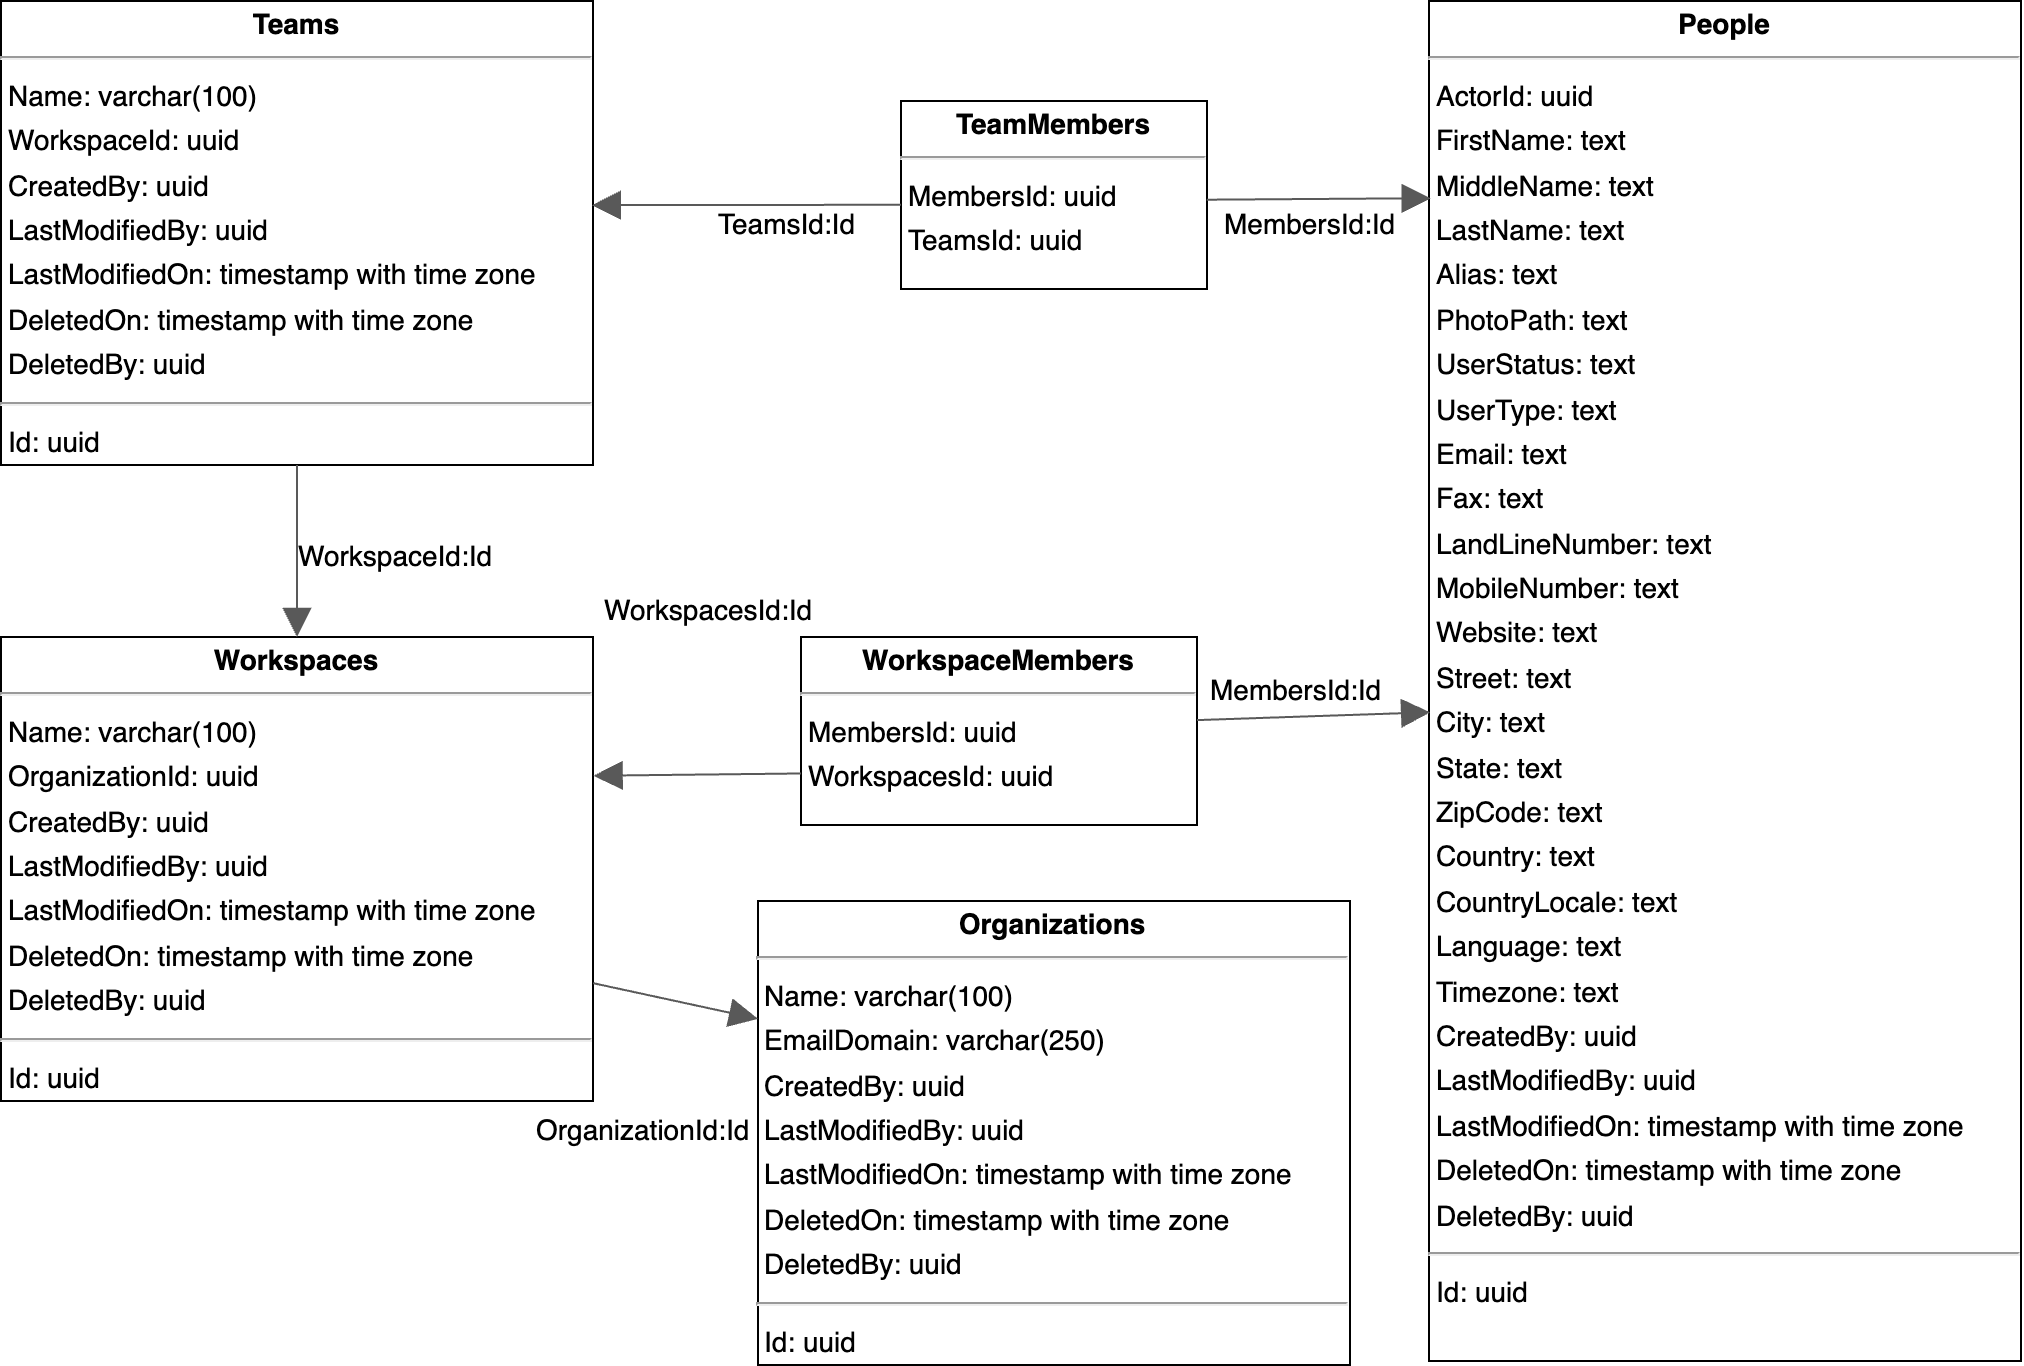 Teams
Name: varchar(100)
WorkspaceId: uuid
CreatedBy: uuid
LastModifiedBy: uuid
LastModifiedOn: timestamp with time zone
DeletedOn: timestamp with time zone
DeletedBy: uuid
Id: uuid
TeamsId:Id
TeamMembers
MembersId: uuid
TeamsId: uuid
MembersId:Id
People
ActorId: uuid
FirstName: text
MiddleName: text
LastName: text
Alias: text
PhotoPath: text
UserStatus: text
UserType: text
Email: text
Fax: text
LandLineNumber: text
MobileNumber: text
Website: text
Street: text
City: text
State: text
ZipCode: text
Country: text
CountryLocale: text
Language: text
Timezone: text
CreatedBy: uuid
LastModifiedBy: uuid
LastModifiedOn: timestamp with time zone
DeletedOn: timestamp with time zone
DeletedBy: uuid
Id: uuid
WorkspaceId:Id
WorkspacesId:Id
Workspaces
Name: varchar(100)
OrganizationId: uuid
CreatedBy: uuid
LastModifiedBy: uuid
LastModifiedOn: timestamp with time zone
DeletedOn: timestamp with time zone
DeletedBy: uuid
Id: uuid
WorkspaceMembers
MembersId: uuid
WorkspacesId: uuid
MembersId:Id
OrganizationId:Id
Organizations
Name: varchar(100)
EmailDomain: varchar(250)
CreatedBy: uuid
LastModifiedBy: uuid
LastModifiedOn: timestamp with time zone
DeletedOn: timestamp with time zone
DeletedBy: uuid
Id: uuid